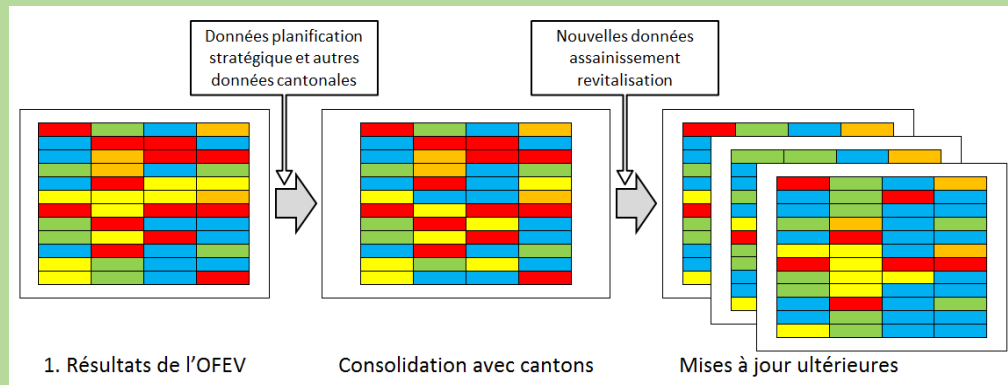 Données planification
stratégique et autres
données cantonales
Nouvelles données
assainissement
revitalisation
1. Résultats de l'OFEV
Consolidation avec cantons
Mises à jour ultérieures